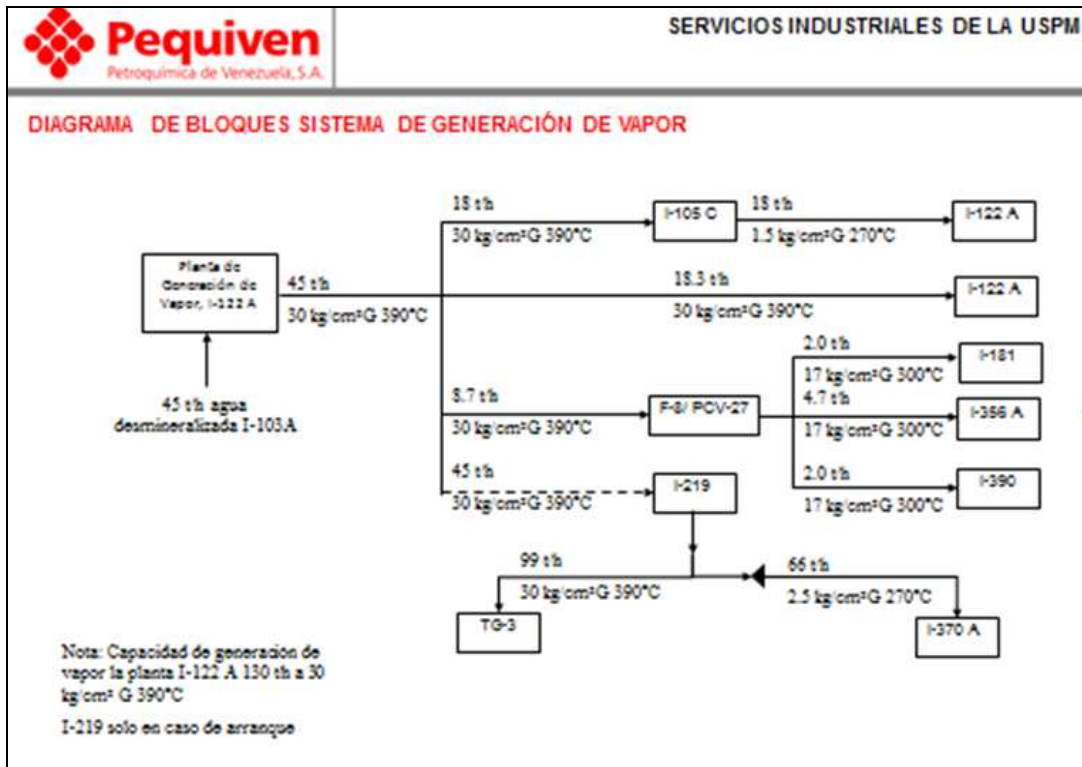 Pequiven
Petroquímica de Venezuela, S.A.
SERVICIOS INDUSTRIALES DE LA USPM
DIAGRAMA DE BLOQUES SISTEMA DE GENERACIÓN DE VAPOR
Planta de
Generación de
Vapor, I-122 A
45 t/h agua
desmineralizada I-103A
45 t/h
30 kg/cm²G 390°C
18 t/h
30 kg/cm²G 390°C
I-105 C
18 t/h
1.5 kg/cm²G 270°C
I-122 A
18.3 t/h
30 kg/cm²G 390°C
I-122 A
8.7 t/h
30 kg/cm²G 390°C
F-8/ PCV-27
2.0 t/h
17 kg/cm²G 300°C
I-181
4.7 t/h
17 kg/cm²G 300°C
I-356 A
2.0 t/h
17 kg/cm²G 300°C
I-390
45 t/h
30 kg/cm²G 390°C
I-219
99 t/h
30 kg/cm²G 390°C
TG-3
66 t/h
2.5 kg/cm²G 270°C
I-370 A
Nota: Capacidad de generación de
vapor la planta I-122 A 130 t/h a 30
kg/cm² G 390°C
I-219 solo en caso de arranque